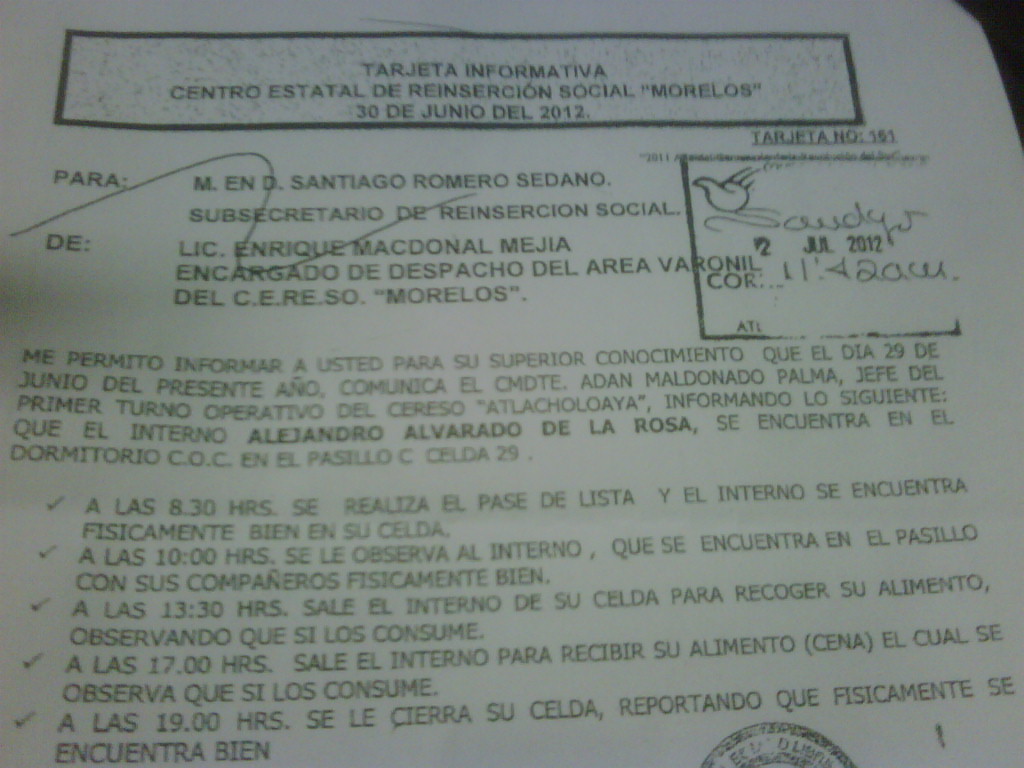 TARJETA INFORMATIVA
CENTRO ESTATAL DE REINSERCIÓN SOCIAL "MORELOS"
30 DE JUNIO DEL 2012.
TARJETA NO: 161
PARA: M. EN D. SANTIAGO ROMERO SEDANO.
SUBSECRETARIO DE REINSERCION SOCIAL.
DE: LIC. ENRIQUE MACDONAL MEJIA
ENCARGADO DE DESPACHO DEL AREA VARONIL
DEL C.E.RE.SO. "MORELOS".
2 JUL 2012
COR:... 11:42am.
ATL
ME PERMITO INFORMAR A USTED PARA SU SUPERIOR CONOCIMIENTO QUE EL DIA 29 DE
JUNIO DEL PRESENTE AÑO, COMUNICA EL CMDTE. ADAN MALDONADO PALMA, JEFE DEL
PRIMER TURNO OPERATIVO DEL CERESO "ATLACHOLOAYA", INFORMANDO LO SIGUIENTE:
QUE EL INTERNO ALEJANDRO ALVARADO DE LA ROSA, SE ENCUENTRA EN EL
DORMITORIO C.O.C. EN EL PASILLO C CELDA 29 .
✓ A LAS 8.30 HRS. SE REALIZA EL PASE DE LISTA Y EL INTERNO SE ENCUENTRA
FISICAMENTE BIEN EN SU CELDA.
✓ A LAS 10:00 HRS. SE LE OBSERVA AL INTERNO , QUE SE ENCUENTRA EN EL PASILLO
CON SUS COMPAÑEROS FISICAMENTE BIEN.
✓ A LAS 13:30 HRS. SALE EL INTERNO DE SU CELDA PARA RECOGER SU ALIMENTO,
OBSERVANDO QUE SI LOS CONSUME.
✓ A LAS 17.00 HRS. SALE EL INTERNO PARA RECIBIR SU ALIMENTO (CENA) EL CUAL SE
OBSERVA QUE SI LOS CONSUME.
✓ A LAS 19.00 HRS. SE LE CIERRA SU CELDA, REPORTANDO QUE FISICAMENTE SE
ENCUENTRA BIEN